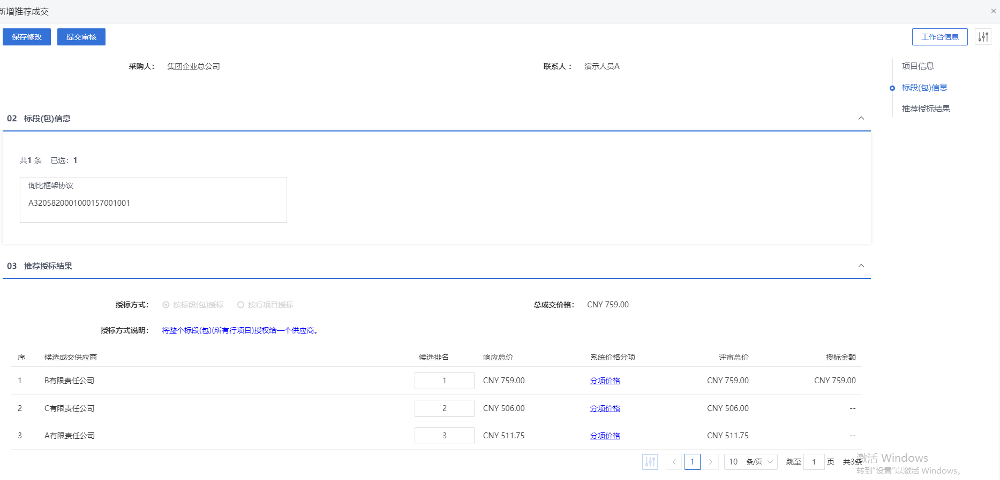 新增推荐成交
×
保存修改 提交审核 工作台信息
采购人： 集团企业总公司 联系人： 演示人员A
项目信息
标段(包)信息
推荐授标结果
02 标段(包)信息
共1 条 已选：1
询比框架协议
A3205820001000157001001
03 推荐授标结果
授标方式： 按标段(包)授标 按行项目授标 总成交价格： CNY 759.00
授标方式说明： 将整个标段(包)(所有行项目)授权给一个供应商。
序 候选成交供应商 候选排名 响应总价 系统价格分项 评审总价 授标金额
1 B有限责任公司 1 CNY 759.00 分项价格 CNY 759.00 CNY 759.00
2 C有限责任公司 2 CNY 506.00 分项价格 CNY 506.00 --
3 A有限责任公司 3 CNY 511.75 分项价格 CNY 511.75 --
< 1 > 10 条/页 跳至 1 页 共3条
激活 Windows
转到“设置”以激活 Windows。